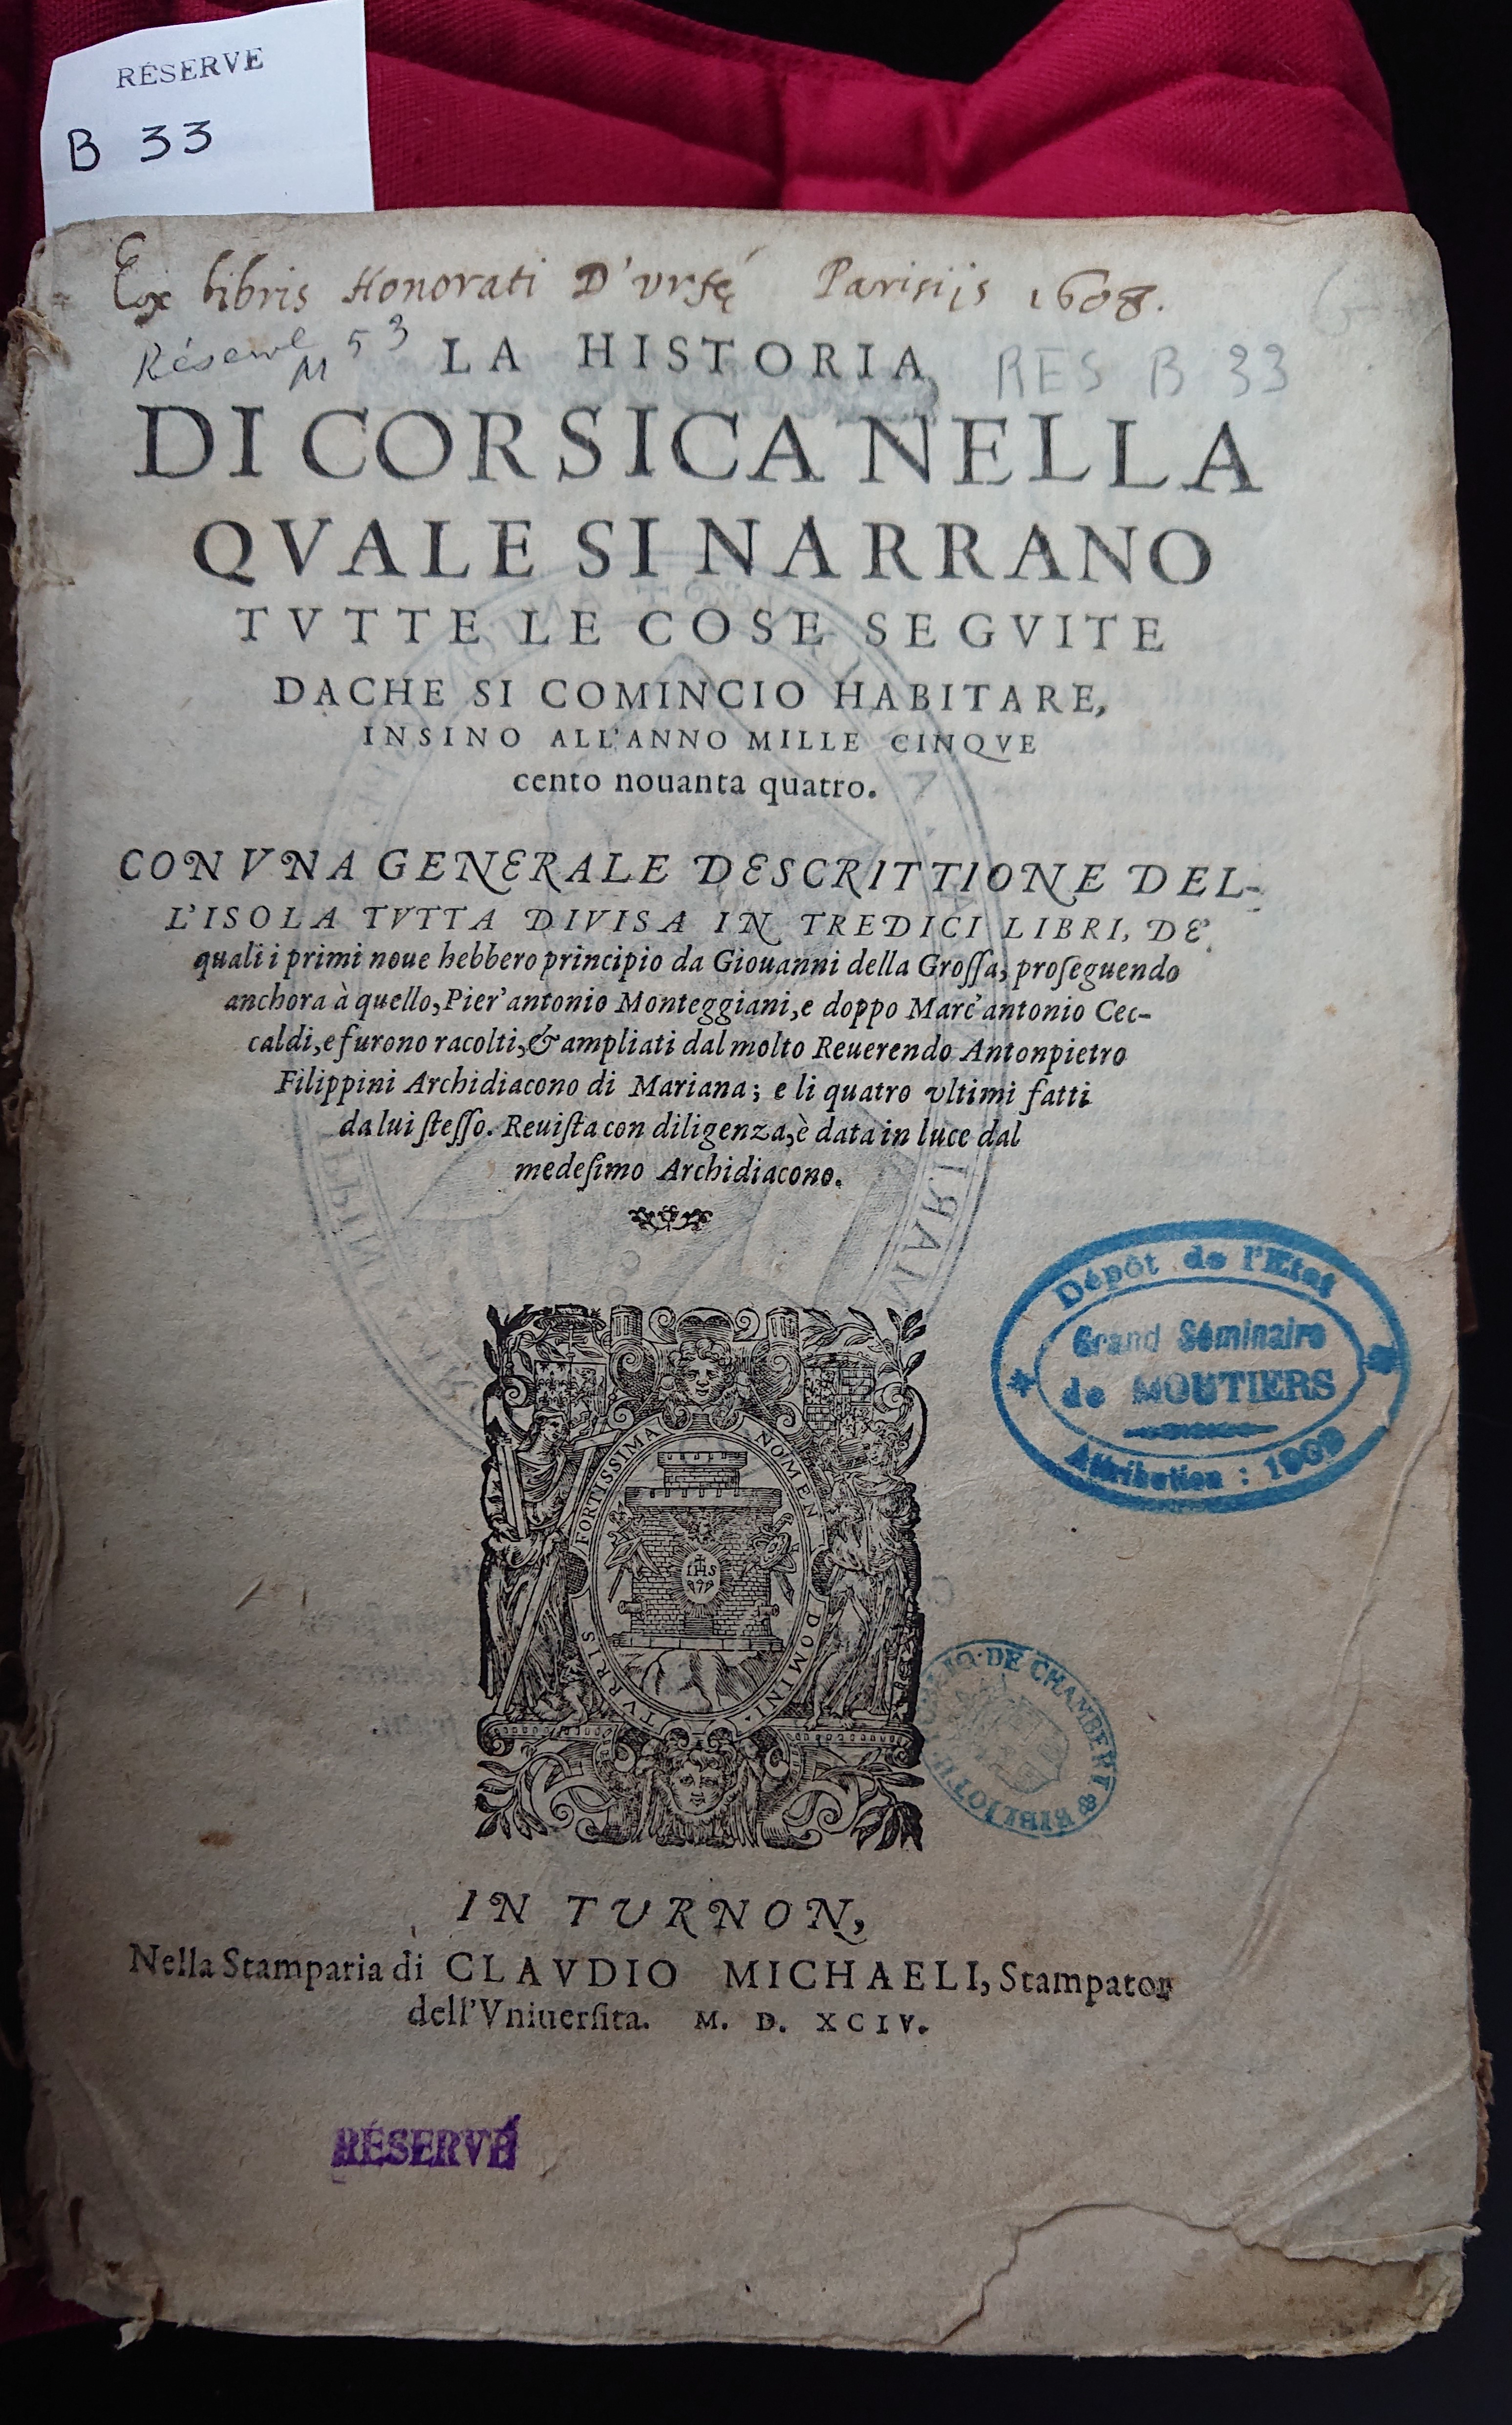 RÉSERVE
B 33
Ex libris Honorati D'urfé Parisijs 1608.
Réserve M 53
LA HISTORIA
RES B 33
DI CORSICA NELLA
QVALE SI NARRANO
TVTTE LE COSE SEGVITE
DACHE SI COMINCIO HABITARE,
INSINO ALL'ANNO MILLE CINQVE
cento nouanta quatro.
CON VNA GENERALE DESCRITTIONE DEL-
L'ISOLA TVTTA DIVISA IN TREDICI LIBRI, DE
quali i primi noue hebbero principio da Giouanni della Groſſa, proſeguendo
anchora à quello, Pier'antonio Monteggiani, e doppo Marc'antonio Cec-
caldi, e furono racolti, & ampliati dal molto Reuerendo Antonpietro
Filippini Archidiacono di Mariana; e li quatro vltimi fatti
da lui ſteſſo. Reuiſta con diligenza, è data in luce dal
medeſimo Archidiacono.
Dépôt de l'Etat
Grand Séminaire
de MOUTIERS
Attribution : 1909
TVRRIS FORTISSIMA NOMEN DOMINI.
IHS
BIBLIOTH DE CHAMBERY
IN TURNON,
Nella Stamparia di CLAVDIO MICHAELI, Stampator
dell'Vniuerſita. M. D. XCIV.
RÉSERVE